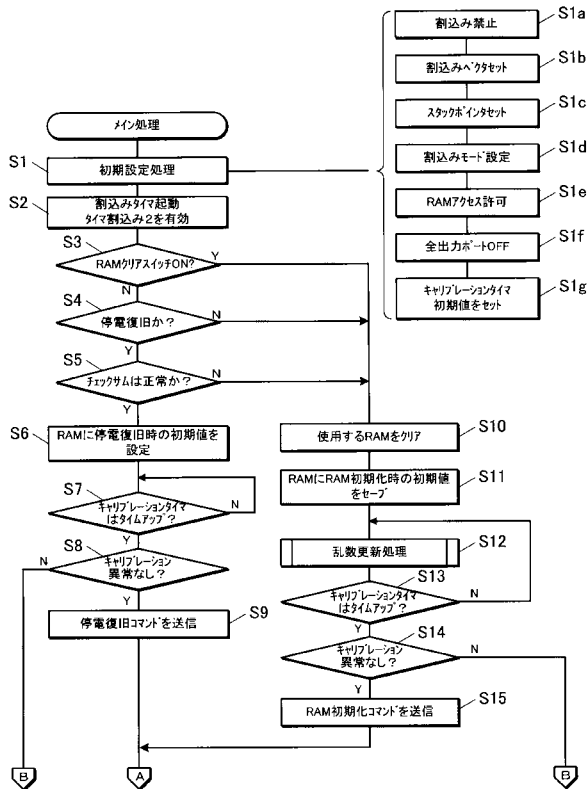 メイン処理
S1
初期設定処理
S1a
割込み禁止
S1b
割込みベクタセット
S1c
スタックポインタセット
S1d
割込みモード設定
S1e
RAMアクセス許可
S1f
全出力ポートOFF
S1g
キャリブレーションタイマ
初期値をセット
S2
割込みタイマ起動
タイマ割込み2を有効
S3
RAMクリアスイッチON?
Y
N
S4
停電復旧か?
N
Y
S5
チェックサムは正常か?
N
Y
S6
RAMに停電復旧時の初期値を
設定
S7
キャリブレーションタイマ
はタイムアップ?
N
Y
S8
キャリブレーション
異常なし?
N
Y
S9
停電復旧コマンドを送信
S10
使用するRAMをクリア
S11
RAMにRAM初期化時の初期値
をセーブ
S12
乱数更新処理
S13
キャリブレーションタイマ
はタイムアップ?
N
Y
S14
キャリブレーション
異常なし?
N
Y
S15
RAM初期化コマンドを送信
B
A
B